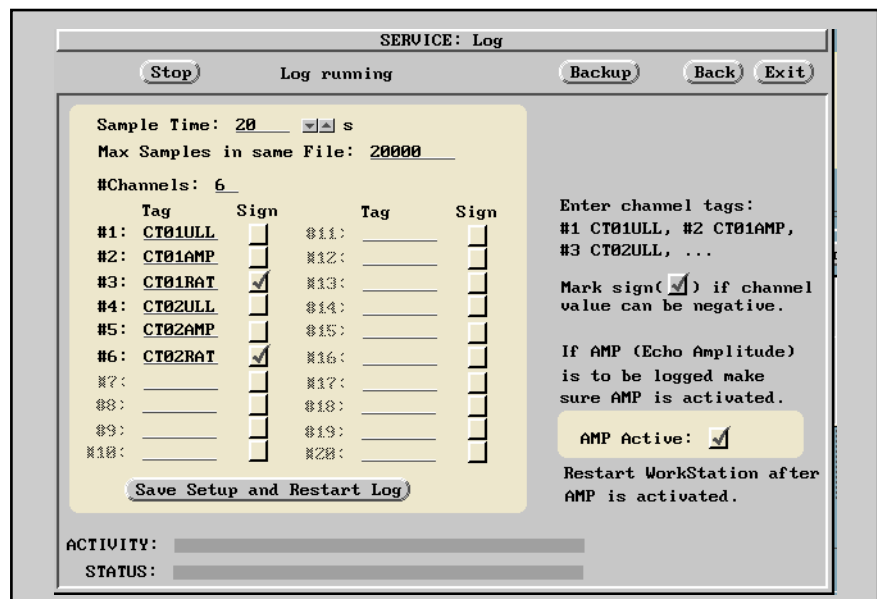 SERVICE: Log
Stop Log running Backup Back Exit
Sample Time: 20 s
Max Samples in same File: 20000
#Channels: 6
Tag Sign Tag Sign
#1: CT01ULL #11:
#2: CT01AMP #12:
#3: CT01RAT #13:
#4: CT02ULL #14:
#5: CT02AMP #15:
#6: CT02RAT #16:
#7: #17:
#8: #18:
#9: #19:
#10: #20:
Save Setup and Restart Log
Enter channel tags:
#1 CT01ULL, #2 CT01AMP,
#3 CT02ULL, ...
Mark sign( ) if channel
value can be negative.
If AMP (Echo Amplitude)
is to be logged make
sure AMP is activated.
AMP Active:
Restart WorkStation after
AMP is activated.
ACTIVITY:
STATUS: